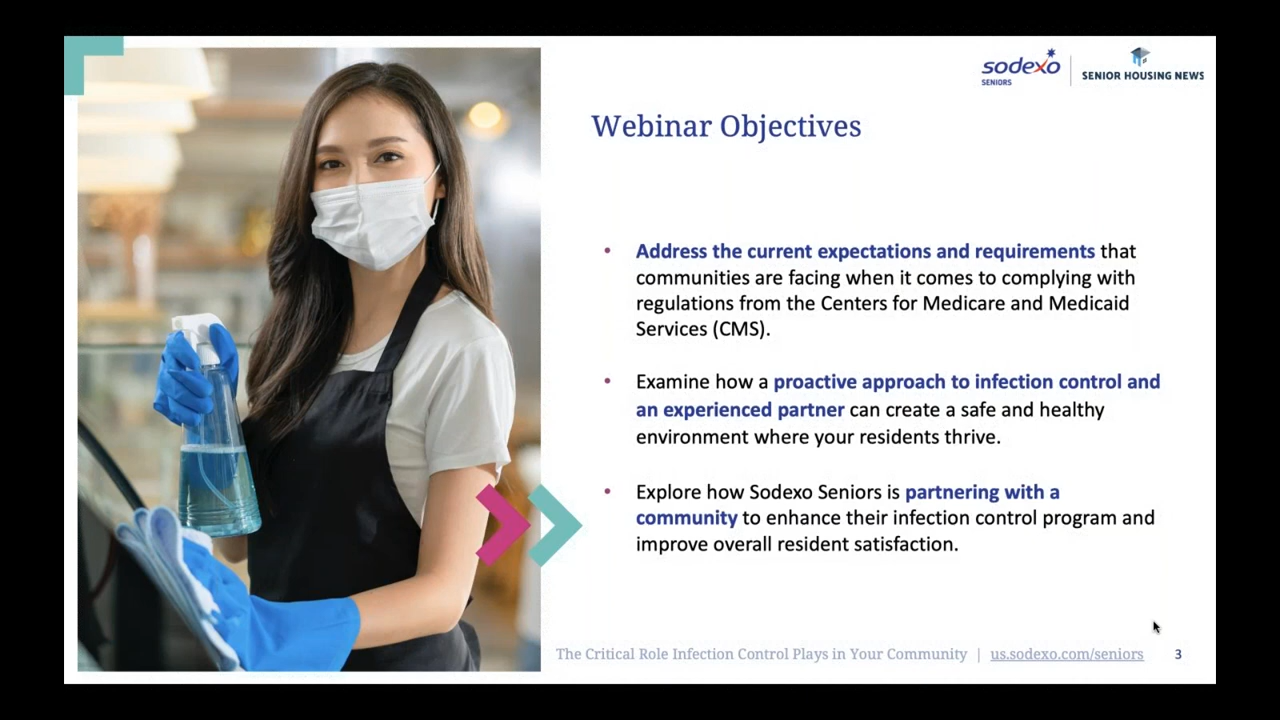 sodexo
SENIORS
SENIOR HOUSING NEWS
Webinar Objectives
• Address the current expectations and requirements that
communities are facing when it comes to complying with
regulations from the Centers for Medicare and Medicaid
Services (CMS).
• Examine how a proactive approach to infection control and
an experienced partner can create a safe and healthy
environment where your residents thrive.
• Explore how Sodexo Seniors is partnering with a
community to enhance their infection control program and
improve overall resident satisfaction.
The Critical Role Infection Control Plays in Your Community | us.sodexo.com/seniors 3